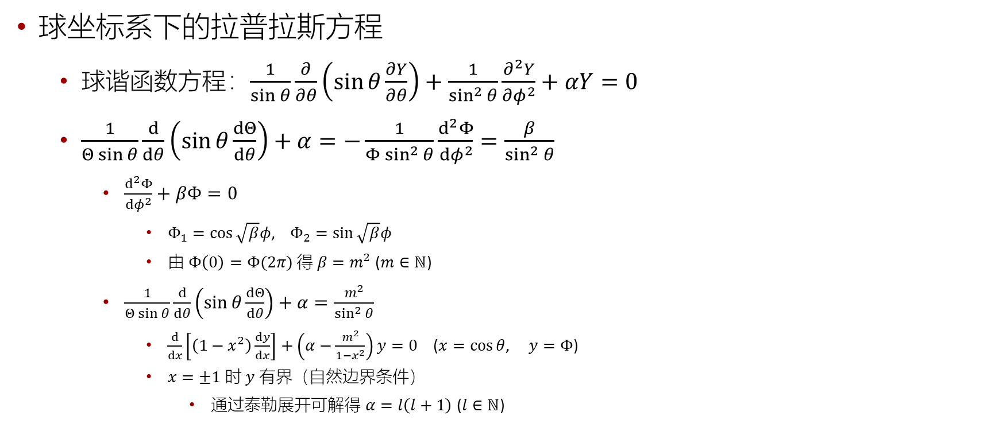 • 球坐标系下的拉普拉斯方程
• 球谐函数方程： $\frac{1}{\sin\theta}\frac{\partial}{\partial\theta}\left(\sin\theta\frac{\partial Y}{\partial\theta}\right)+\frac{1}{\sin^2\theta}\frac{\partial^2 Y}{\partial\phi^2}+\alpha Y=0$
• $\frac{1}{\Theta\sin\theta}\frac{\mathrm{d}}{\mathrm{d}\theta}\left(\sin\theta\frac{\mathrm{d}\Theta}{\mathrm{d}\theta}\right)+\alpha=-\frac{1}{\Phi\sin^2\theta}\frac{\mathrm{d}^2\Phi}{\mathrm{d}\phi^2}=\frac{\beta}{\sin^2\theta}$
• $\frac{\mathrm{d}^2\Phi}{\mathrm{d}\phi^2}+\beta\Phi=0$
• $\Phi_1=\cos\sqrt{\beta}\phi,\quad \Phi_2=\sin\sqrt{\beta}\phi$
• 由 $\Phi(0)=\Phi(2\pi)$ 得 $\beta=m^2$ ($m\in\mathbb{N}$)
• $\frac{1}{\Theta\sin\theta}\frac{\mathrm{d}}{\mathrm{d}\theta}\left(\sin\theta\frac{\mathrm{d}\Theta}{\mathrm{d}\theta}\right)+\alpha=\frac{m^2}{\sin^2\theta}$
• $\frac{\mathrm{d}}{\mathrm{d}x}\left[(1-x^2)\frac{\mathrm{d}y}{\mathrm{d}x}\right]+\left(\alpha-\frac{m^2}{1-x^2}\right)y=0\quad(x=\cos\theta,\quad y=\Phi)$
• $x=\pm1$ 时 $y$ 有界（自然边界条件）
• 通过泰勒展开可解得 $\alpha=l(l+1)$ ($l\in\mathbb{N}$)